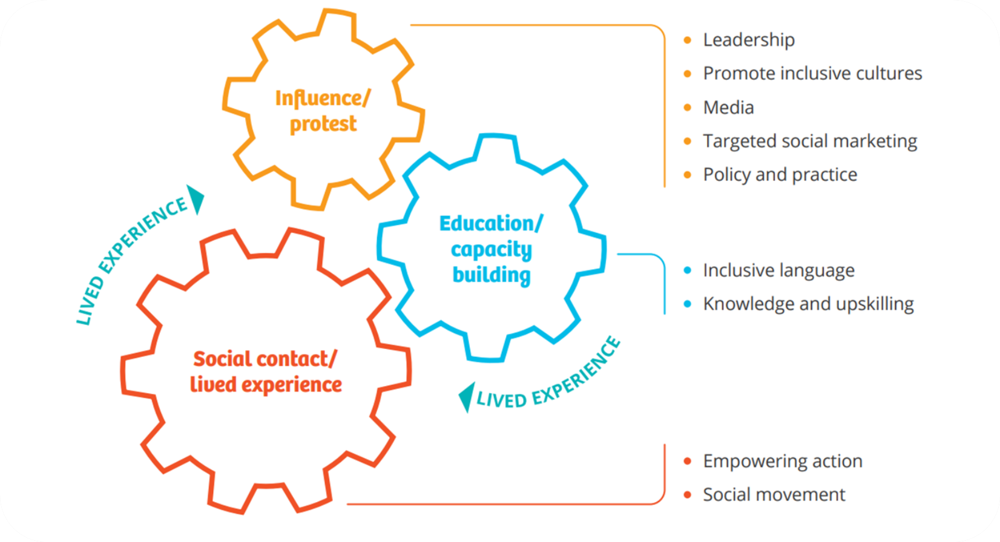 Influence/
protest
Leadership
Promote inclusive cultures
Media
Targeted social marketing
Policy and practice
LIVED EXPERIENCE
Education/
capacity
building
Inclusive language
Knowledge and upskilling
LIVED EXPERIENCE
Social contact/
lived experience
Empowering action
Social movement